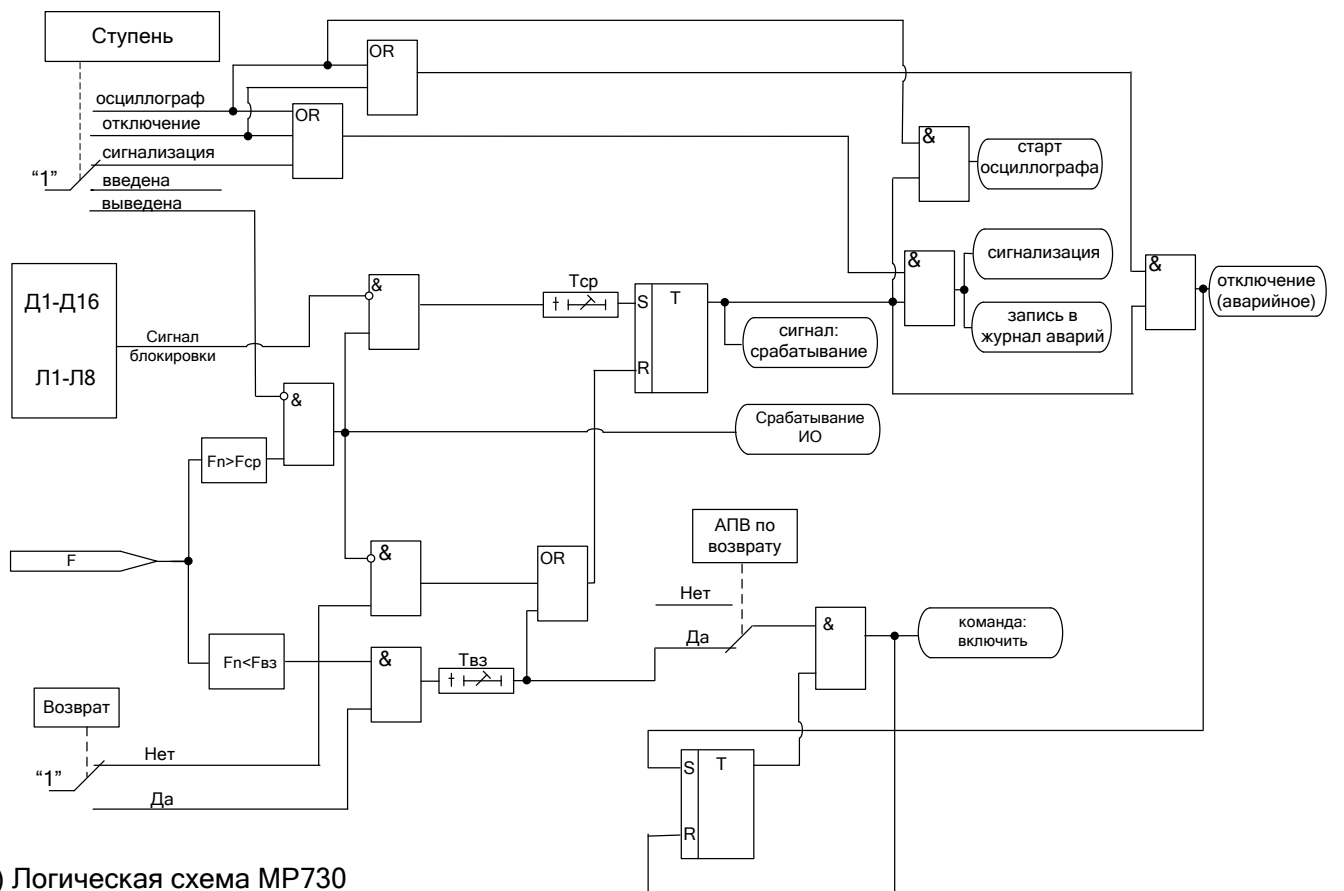 Ступень
осциллограф
отключение
сигнализация
введена
выведена
“1”
OR
OR
&
старт
осциллографа
&
сигнализация
запись в
журнал аварий
&
отключение
(аварийное)
Д1-Д16
Л1-Л8
Сигнал
блокировки
&
Тср
S
T
R
сигнал:
срабатывание
&
Срабатывание
ИО
Fn>Fср
F
&
OR
АПВ по
возврату
Нет
Да
&
команда:
включить
Fn<Fвз
&
Твз
Возврат
“1”
Нет
Да
S
T
R
) Логическая схема МР730